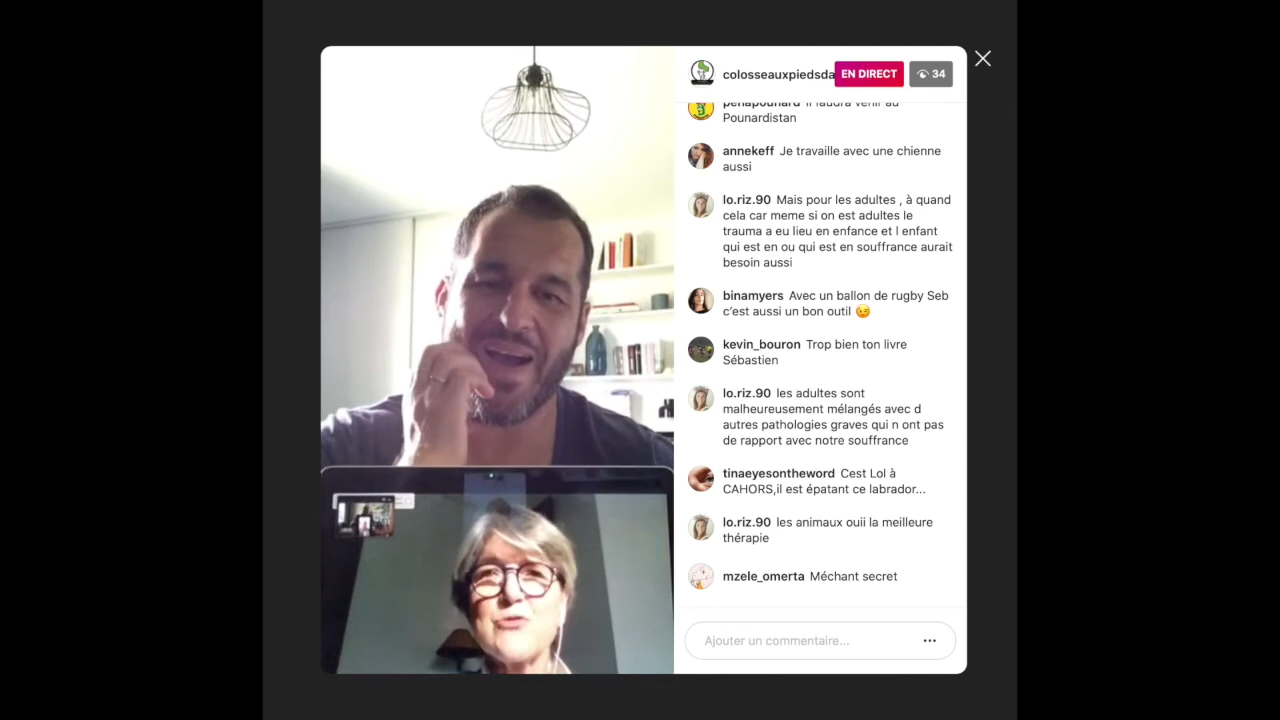 colosseauxpiedsda
EN DIRECT
34
penapounard Il faudra venir au
Pounardistan
annekeff Je travaille avec une chienne
aussi
lo.riz.90 Mais pour les adultes , à quand
cela car meme si on est adultes le
trauma a eu lieu en enfance et l enfant
qui est en ou qui est en souffrance aurait
besoin aussi
binamyers Avec un ballon de rugby Seb
c'est aussi un bon outil 😉
kevin_bouron Trop bien ton livre
Sébastien
lo.riz.90 les adultes sont
malheureusement mélangés avec d
autres pathologies graves qui n ont pas
de rapport avec notre souffrance
tinaeyesontheword Cest Lol à
CAHORS,il est épatant ce labrador...
lo.riz.90 les animaux ouii la meilleure
thérapie
mzele_omerta Méchant secret
Ajouter un commentaire...